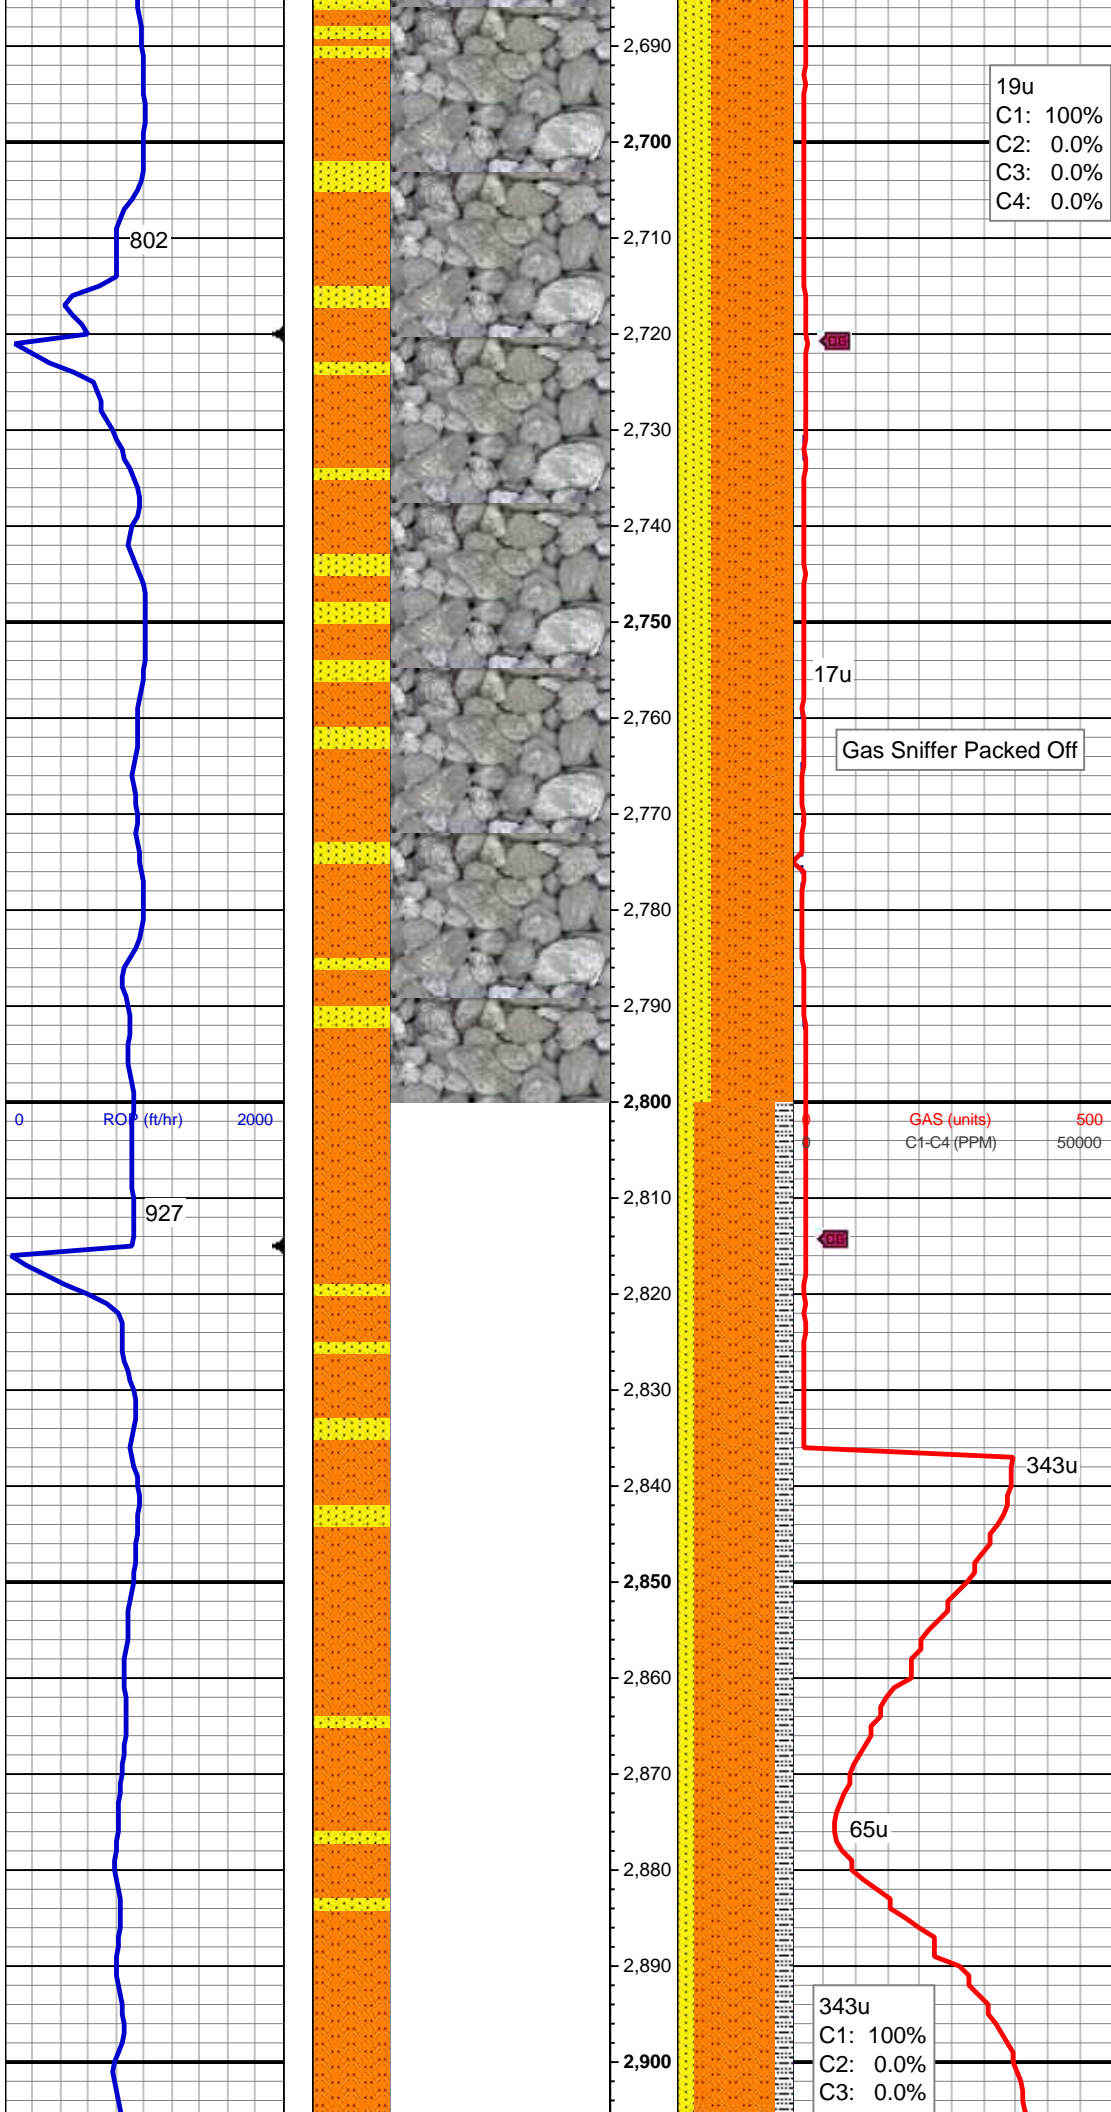 2,690
19u
C1: 100%
C2: 0.0%
C3: 0.0%
C4: 0.0%
2,700
802
2,710
2,720
CG
2,730
2,740
2,750
17u
2,760
Gas Sniffer Packed Off
2,770
2,780
2,790
2,800
0 ROP (ft/hr) 2000
0 GAS (units) 500
0 C1-C4 (PPM) 50000
2,810
927
CG
2,820
2,830
343u
2,840
2,850
2,860
2,870
65u
2,880
2,890
343u
C1: 100%
C2: 0.0%
C3: 0.0%
2,900